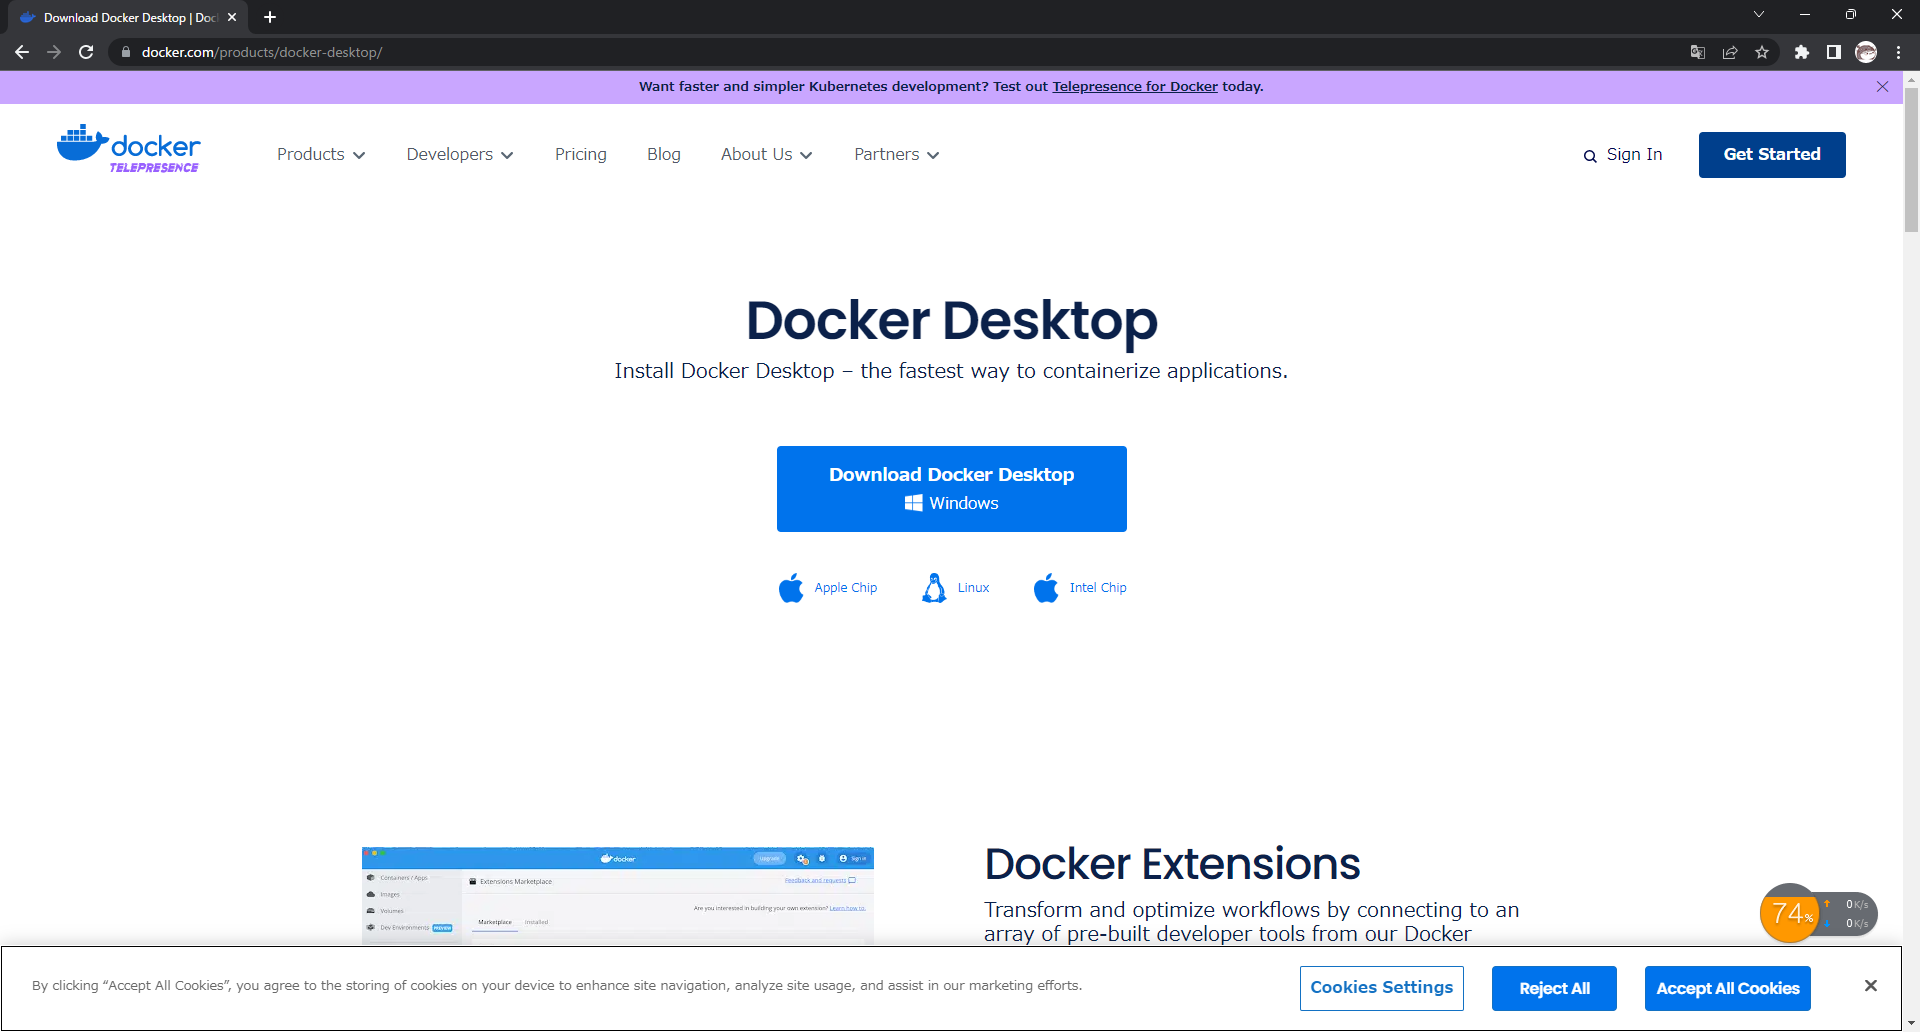 Download Docker Desktop | Doc
docker.com/products/docker-desktop/
Want faster and simpler Kubernetes development? Test out Telepresence for Docker today.
docker
TELEPRESENCE
Products
Developers
Pricing
Blog
About Us
Partners
Sign In
Get Started
Docker Desktop
Install Docker Desktop – the fastest way to containerize applications.
Download Docker Desktop
Windows
Apple Chip
Linux
Intel Chip
docker
Upgrade
Sign in
Containers / Apps
Images
Volumes
Dev Environments PREVIEW
Extensions Marketplace
Feedback and requests
Are you interested in building your own extension? Learn how to.
Marketplace
Installed
Docker Extensions
Transform and optimize workflows by connecting to an
array of pre-built developer tools from our Docker
74%
0K/s
0K/s
By clicking “Accept All Cookies”, you agree to the storing of cookies on your device to enhance site navigation, analyze site usage, and assist in our marketing efforts.
Cookies Settings
Reject All
Accept All Cookies